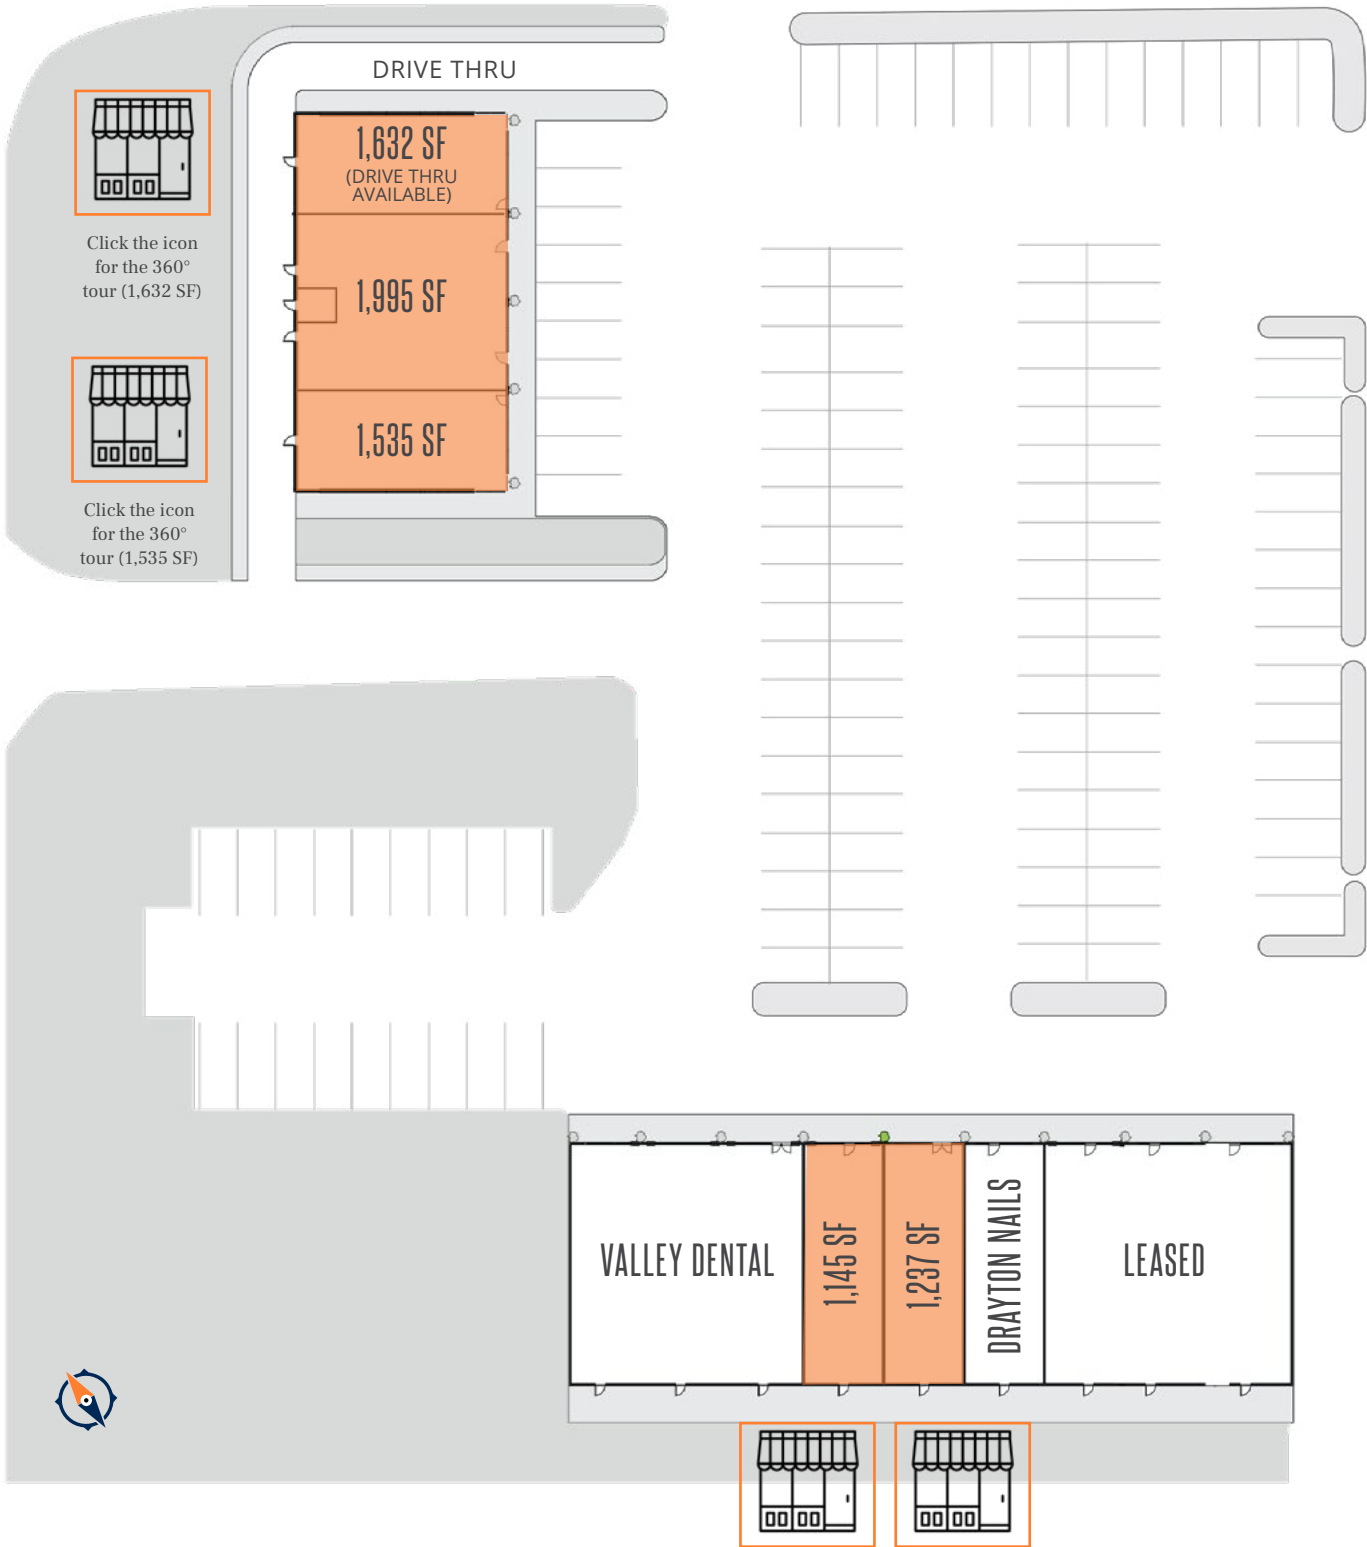 DRIVE THRU
1,632 SF
(DRIVE THRU
AVAILABLE)
Click the icon
for the 360°
tour (1,632 SF)
1,995 SF
1,535 SF
Click the icon
for the 360°
tour (1,535 SF)
VALLEY DENTAL
1,145 SF
1,237 SF
DRAYTON NAILS
LEASED